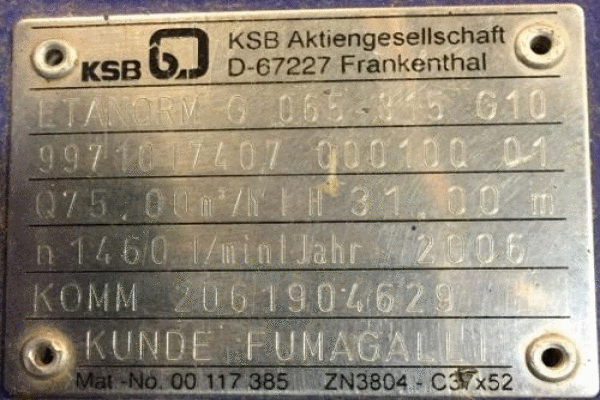 KSB KSB Aktiengesellschaft
D-67227 Frankenthal
ETANORM G 065-315 G10
9971017407 000100 01
Q75,00m³/h H 31,00 m
n 1460 1/min Jahr 2006
KOMM 2061904629
KUNDE FUMAGALLI
Mat.-No. 00 117 385 ZN3804 - C37x52